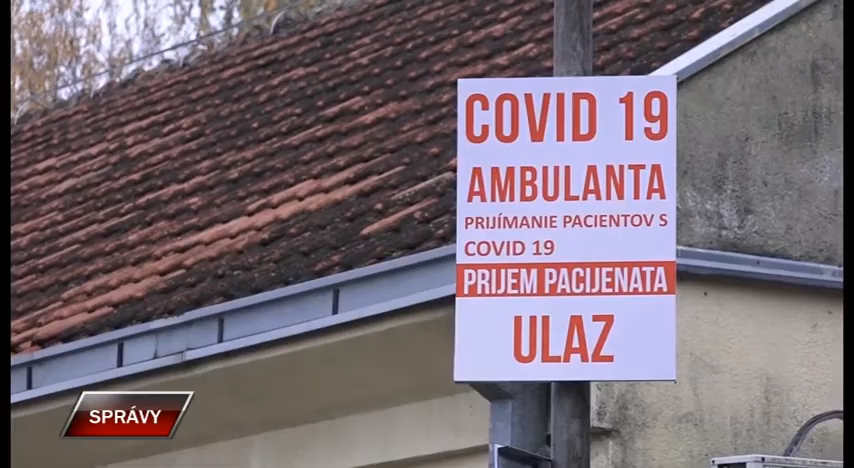 COVID 19
AMBULANTA
PRIJÍMANIE PACIENTOV S
COVID 19
PRIJEM PACIJENATA
ULAZ
SPRÁVY